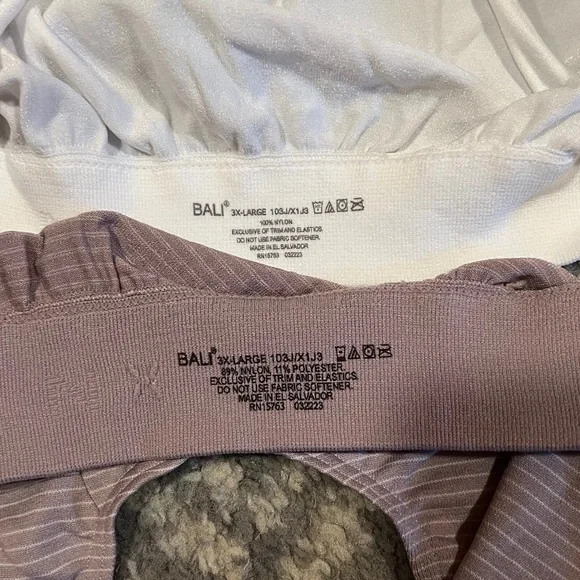 BALI® 3X-LARGE 103J/X1J3
100% NYLON
EXCLUSIVE OF TRIM AND ELASTICS.
DO NOT USE FABRIC SOFTENER.
MADE IN EL SALVADOR
RN15763 032223
BALI® 3X-LARGE 103J/X1J3
89% NYLON, 11% POLYESTER,
EXCLUSIVE OF TRIM AND ELASTICS.
DO NOT USE FABRIC SOFTENER.
MADE IN EL SALVADOR
RN15763 032223